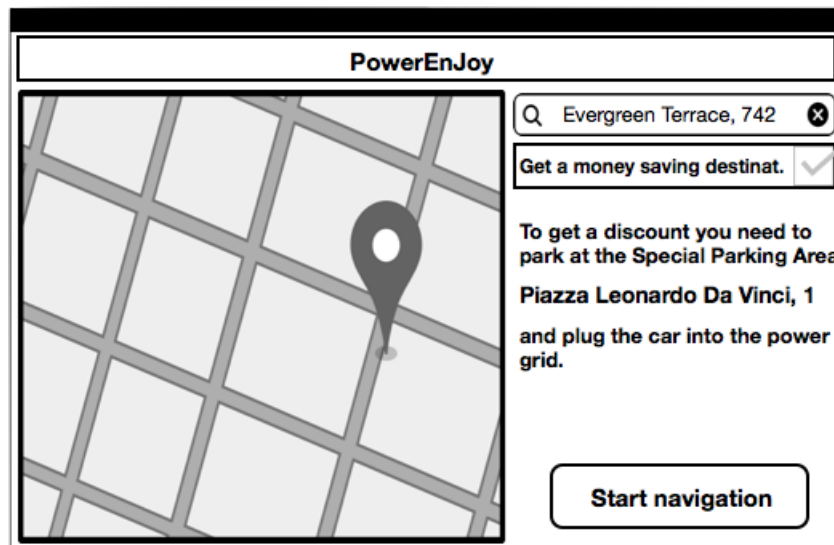 PowerEnJoy
Evergreen Terrace, 742
Get a money saving destinat.
To get a discount you need to
park at the Special Parking Area
Piazza Leonardo Da Vinci, 1
and plug the car into the power
grid.
Start navigation